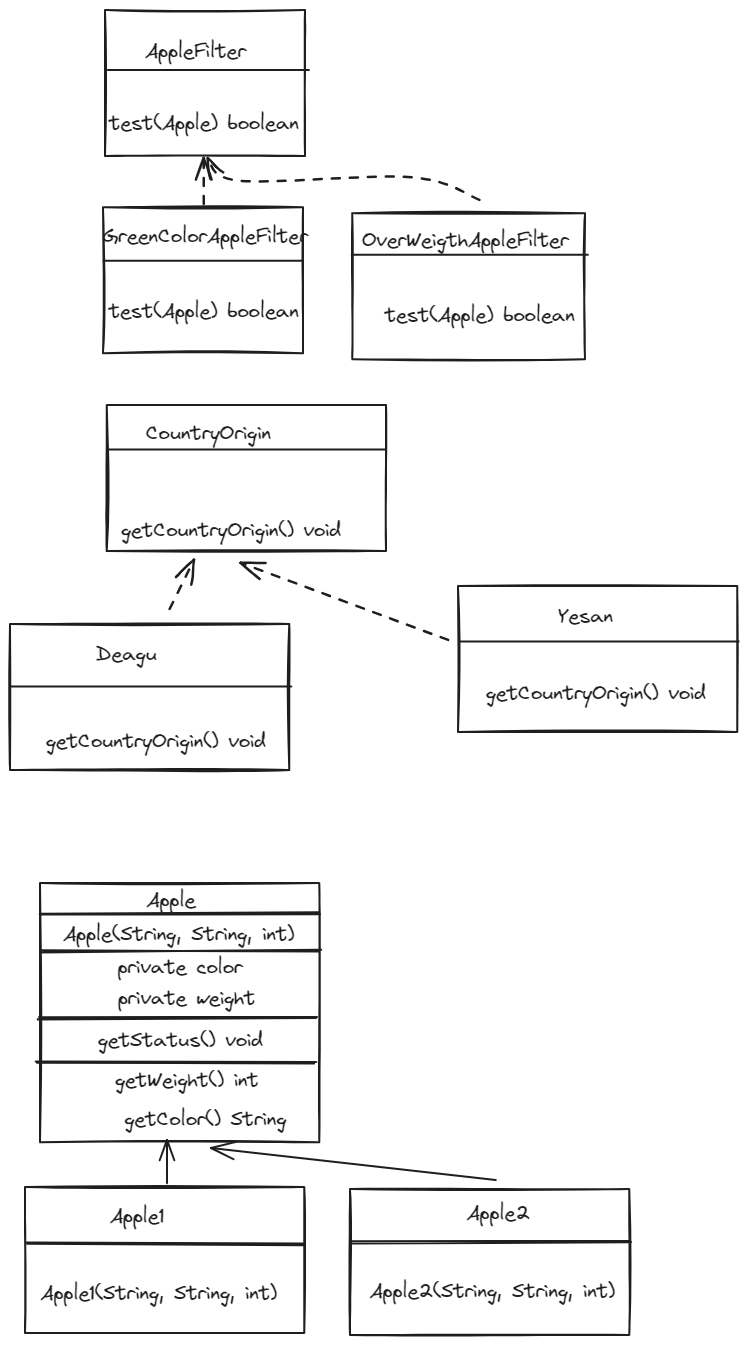 AppleFilter
test(Apple) boolean
GreenColorAppleFilter
test(Apple) boolean
OverWeigthAppleFilter
test(Apple) boolean
CountryOrigin
getCountryOrigin() void
Deagu
getCountryOrigin() void
Yesan
getCountryOrigin() void
Apple
Apple(String, String, int)
private color
private weight
getStatus() void
getWeight() int
getColor() String
Apple1
Apple1(String, String, int)
Apple2
Apple2(String, String, int)